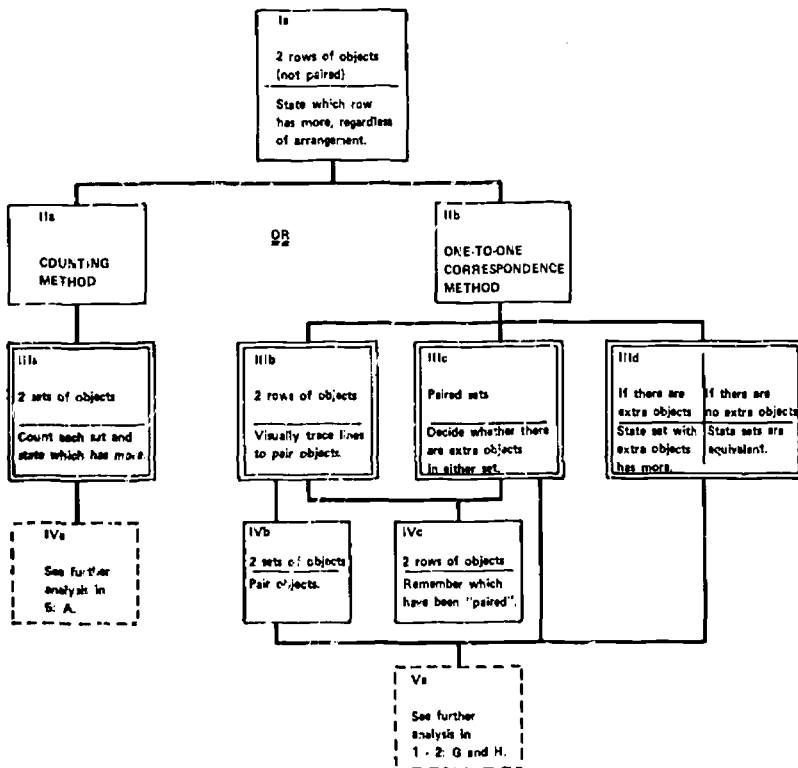 Ia
2 rows of objects
(not paired)
State which row
has more, regardless
of arrangement.
IIa
COUNTING
METHOD
OR
IIb
ONE-TO-ONE
CORRESPONDENCE
METHOD
IIIa
2 sets of objects
Count each set and
state which has more.
IIIb
2 rows of objects
Visually trace lines
to pair objects.
IIIc
Paired sets
Decide whether there
are extra objects
in either set.
IIId
If there are
extra objects
State set with
extra objects
has more.
If there are
no extra objects
State sets are
equivalent.
IVa
See further
analysis in
5: A.
IVb
2 sets of objects
Pair objects.
IVc
2 rows of objects
Remember which
have been "paired".
Va
See further
analysis in
1 - 2: G and H.